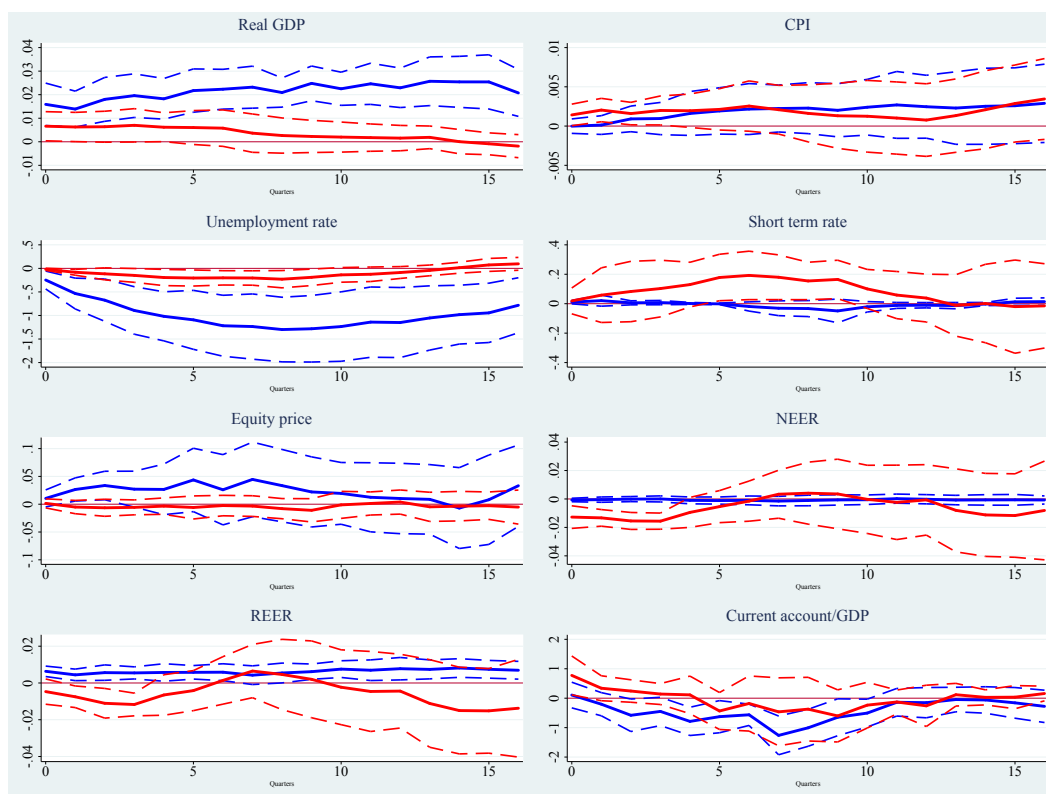 Real GDP
.04
.03
.02
.01
0
-.01
0 5 10 15
Quarters
CPI
.01
.005
0
-.005
0 5 10 15
Quarters
Unemployment rate
.5
0
-.5
-1
-1.5
-2
0 5 10 15
Quarters
Short term rate
.4
.2
0
-.2
-.4
0 5 10 15
Quarters
Equity price
.1
.05
0
-.05
-.1
0 5 10 15
Quarters
NEER
.04
.02
0
-.02
-.04
0 5 10 15
Quarters
REER
.02
0
-.02
-.04
0 5 10 15
Quarters
Current account/GDP
2
1
0
-1
-2
0 5 10 15
Quarters